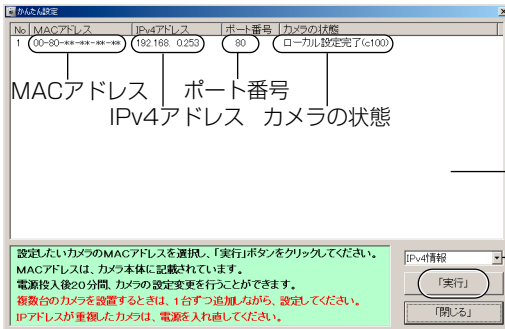 かんたん設定
No MACアドレス IPv4アドレス ポート番号 カメラの状態
1 00-80-**-**-**-** 192.168. 0.253 80 ローカル設定完了(c100)
MACアドレス ポート番号
IPv4アドレス カメラの状態
設定したいカメラのMACアドレスを選択し、「実行」ボタンをクリックしてください。
MACアドレスは、カメラ本体に記載されています。
電源投入後20分間、カメラの設定変更を行うことができます。
複数台のカメラを設置するときは、1台ずつ追加しながら、設定してください。
IPアドレスが重複したカメラは、電源を入れ直してください。
IPv4情報
「実行」
「閉じる」